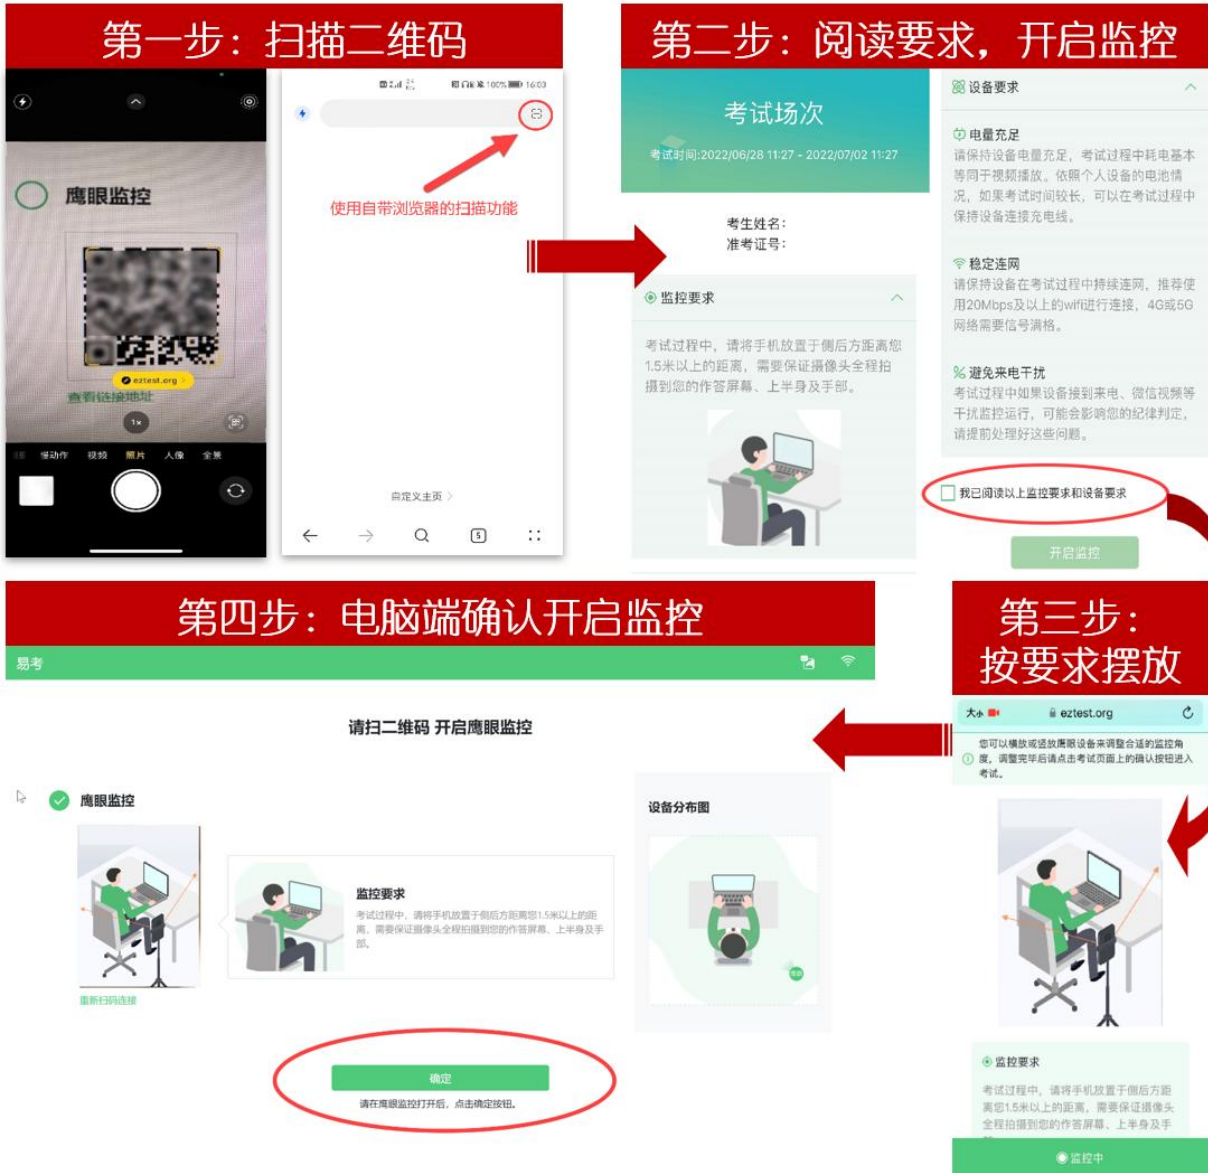 第一步：扫描二维码
100% 16:03
鹰眼监控
使用自带浏览器的扫描功能
eztest.org
查看链接地址
1x
慢动作 视频 照片 人像 全景
自定义主页
5
第二步：阅读要求，开启监控
考试场次
考试时间:2022/06/28 11:27 - 2022/07/02 11:27
考生姓名：
准考证号：
监控要求
考试过程中，请将手机放置于侧后方距离您
1.5米以上的距离，需要保证摄像头全程拍
摄到您的作答屏幕、上半身及手部。
设备要求
电量充足
请保持设备电量充足，考试过程中耗电基本
等同于视频播放。依照个人设备的电池情
况，如果考试时间较长，可以在考试过程中
保持设备连接充电线。
稳定连网
请保持设备在考试过程中持续连网，推荐使
用20Mbps及以上的wifi进行连接，4G或5G
网络需要信号满格。
避免来电干扰
考试过程中如果设备接到来电、微信视频等
干扰监控运行，可能会影响您的纪律判定，
请提前处理好这些问题。
我已阅读以上监控要求和设备要求
开启监控
第三步：
按要求摆放
大小 eztest.org
您可以横放或竖放鹰眼设备来调整合适的监控角
度，调整完毕后请点击考试页面上的确认按钮进入
考试。
监控要求
考试过程中，请将手机放置于侧后方距
离您1.5米以上的距离，需要保证摄像头
全程拍摄到您的作答屏幕、上半身及手
监控中
第四步：电脑端确认开启监控
易考
请扫二维码 开启鹰眼监控
鹰眼监控
重新扫码连接
监控要求
考试过程中，请将手机放置于侧后方距离您1.5米以上的距
离，需要保证摄像头全程拍摄到您的作答屏幕、上半身及手
部。
设备分布图
确定
请在鹰眼监控打开后，点击确定按钮。